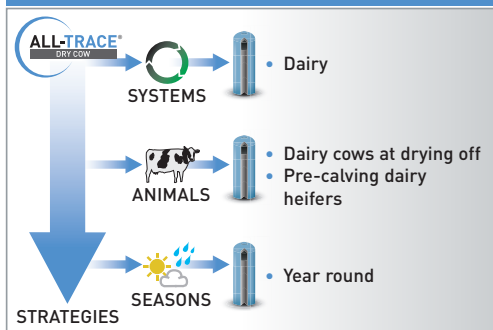 ALL-TRACE®
DRY COW
SYSTEMS
• Dairy
ANIMALS
• Dairy cows at drying off
• Pre-calving dairy
heifers
SEASONS
• Year round
STRATEGIES